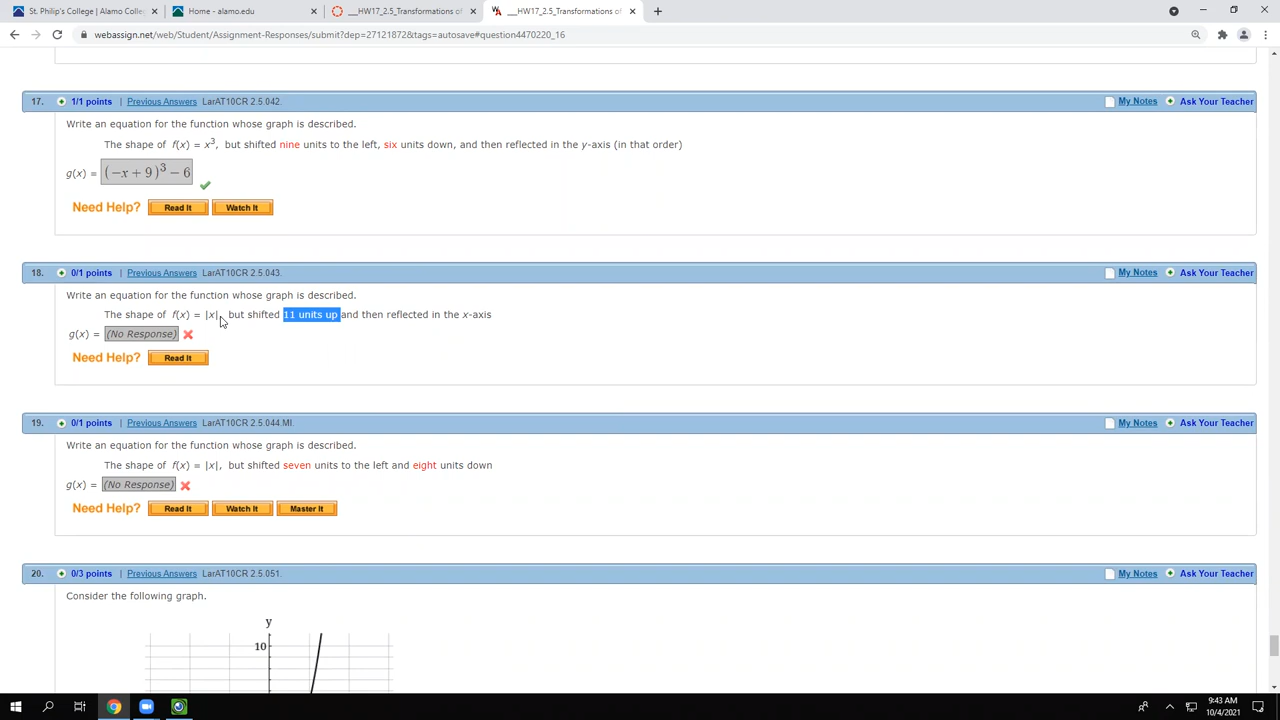 St. Philip's College | Alamo Colle
Home - alamo.edu
___HW17_2.5_Transformations of
___HW17_2.5_Transformations of
webassign.net/web/Student/Assignment-Responses/submit?dep=27121872&tags=autosave#question4470220_16
17. 1/1 points | Previous Answers LarAT10CR 2.5.042. My Notes Ask Your Teacher
Write an equation for the function whose graph is described.
The shape of f(x) = x³, but shifted nine units to the left, six units down, and then reflected in the y-axis (in that order)
g(x) = (−x + 9)³ − 6
Need Help? Read It Watch It
18. 0/1 points | Previous Answers LarAT10CR 2.5.043. My Notes Ask Your Teacher
Write an equation for the function whose graph is described.
The shape of f(x) = |x|, but shifted 11 units up and then reflected in the x-axis
g(x) = (No Response)
Need Help? Read It
19. 0/1 points | Previous Answers LarAT10CR 2.5.044.MI. My Notes Ask Your Teacher
Write an equation for the function whose graph is described.
The shape of f(x) = |x|, but shifted seven units to the left and eight units down
g(x) = (No Response)
Need Help? Read It Watch It Master It
20. 0/3 points | Previous Answers LarAT10CR 2.5.051. My Notes Ask Your Teacher
Consider the following graph.
y
10
9:43 AM
10/4/2021